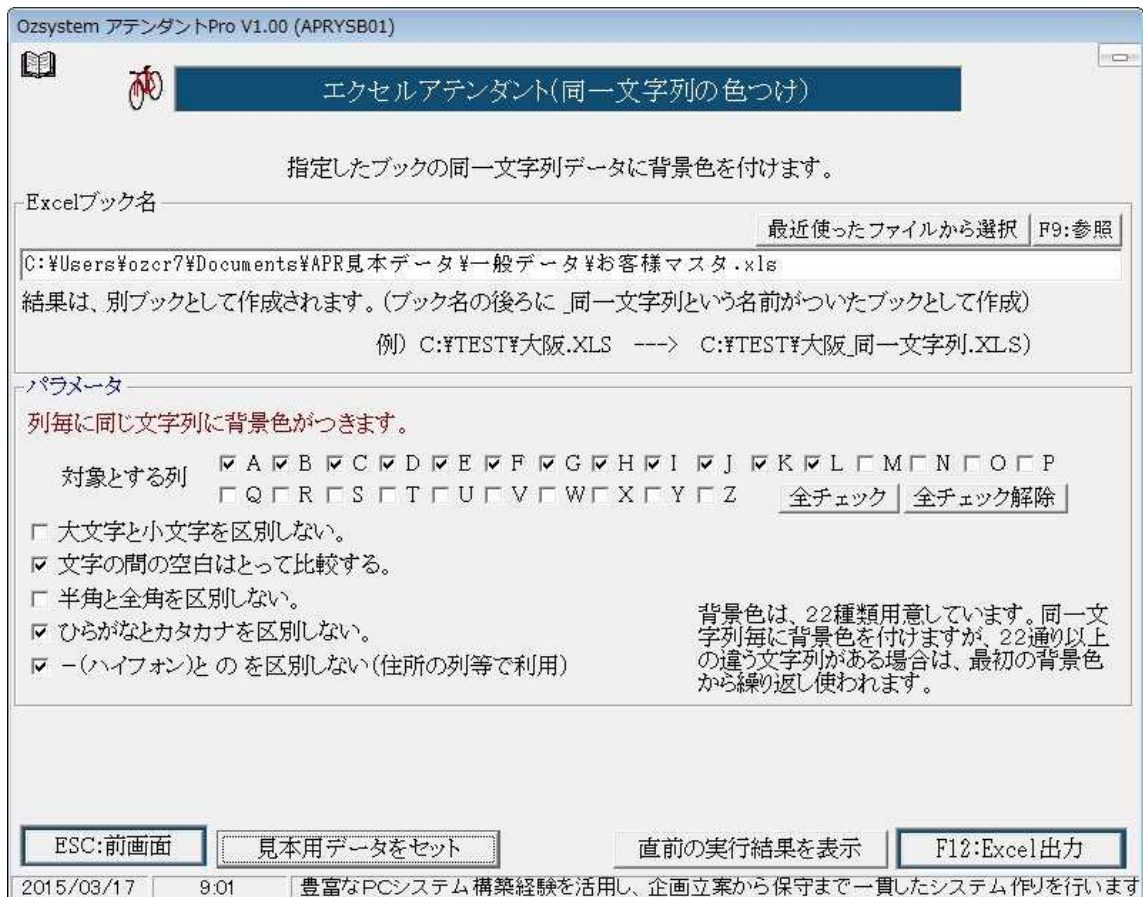 Ozsystem アテンダントPro V1.00 (APRYSB01)
エクセルアテンダント(同一文字列の色つけ)
指定したブックの同一文字列データに背景色を付けます。
Excelブック名
最近使ったファイルから選択 F9:参照
C:¥Users¥ozcr7¥Documents¥APR見本データ¥一般データ¥お客様マスタ.xls
結果は、別ブックとして作成されます。(ブック名の後ろに _同一文字列という名前がついたブックとして作成)
例) C:¥TEST¥大阪.XLS ---> C:¥TEST¥大阪_同一文字列.XLS)
パラメータ
列毎に同じ文字列に背景色がつきます。
対象とする列
A B C D E F G H I J K L M N O P
Q R S T U V W X Y Z 全チェック 全チェック解除
大文字と小文字を区別しない。
文字の間の空白はとって比較する。
半角と全角を区別しない。
ひらがなとカタカナを区別しない。
-(ハイフォン)と の を区別しない(住所の列等で利用)
背景色は、22種類用意しています。同一文
字列毎に背景色を付けますが、22通り以上
の違う文字列がある場合は、最初の背景色
から繰り返し使われます。
ESC:前画面 見本用データをセット 直前の実行結果を表示 F12:Excel出力
2015/03/17 9:01 豊富なPCシステム構築経験を活用し、企画立案から保守まで一貫したシステム作りを行います